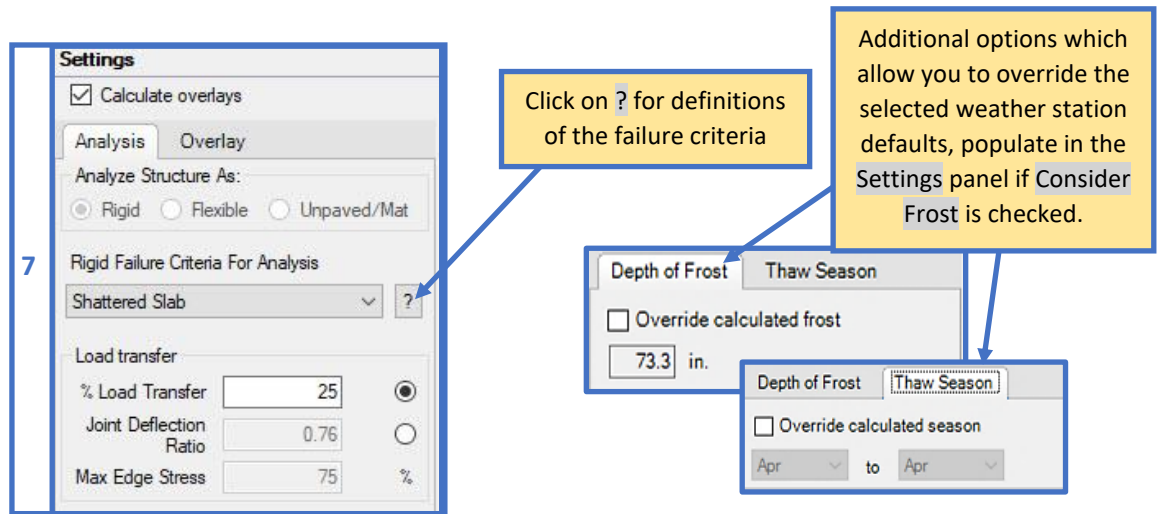 7
Settings
Calculate overlays
Analysis Overlay
Analyze Structure As:
Rigid Flexible Unpaved/Mat
Rigid Failure Criteria For Analysis
Shattered Slab ?
Load transfer
% Load Transfer 25
Joint Deflection
Ratio 0.76
Max Edge Stress 75 %
Click on ? for definitions
of the failure criteria
Additional options which
allow you to override the
selected weather station
defaults, populate in the
Settings panel if Consider
Frost is checked.
Depth of Frost Thaw Season
Override calculated frost
73.3 in.
Depth of Frost Thaw Season
Override calculated season
Apr to Apr